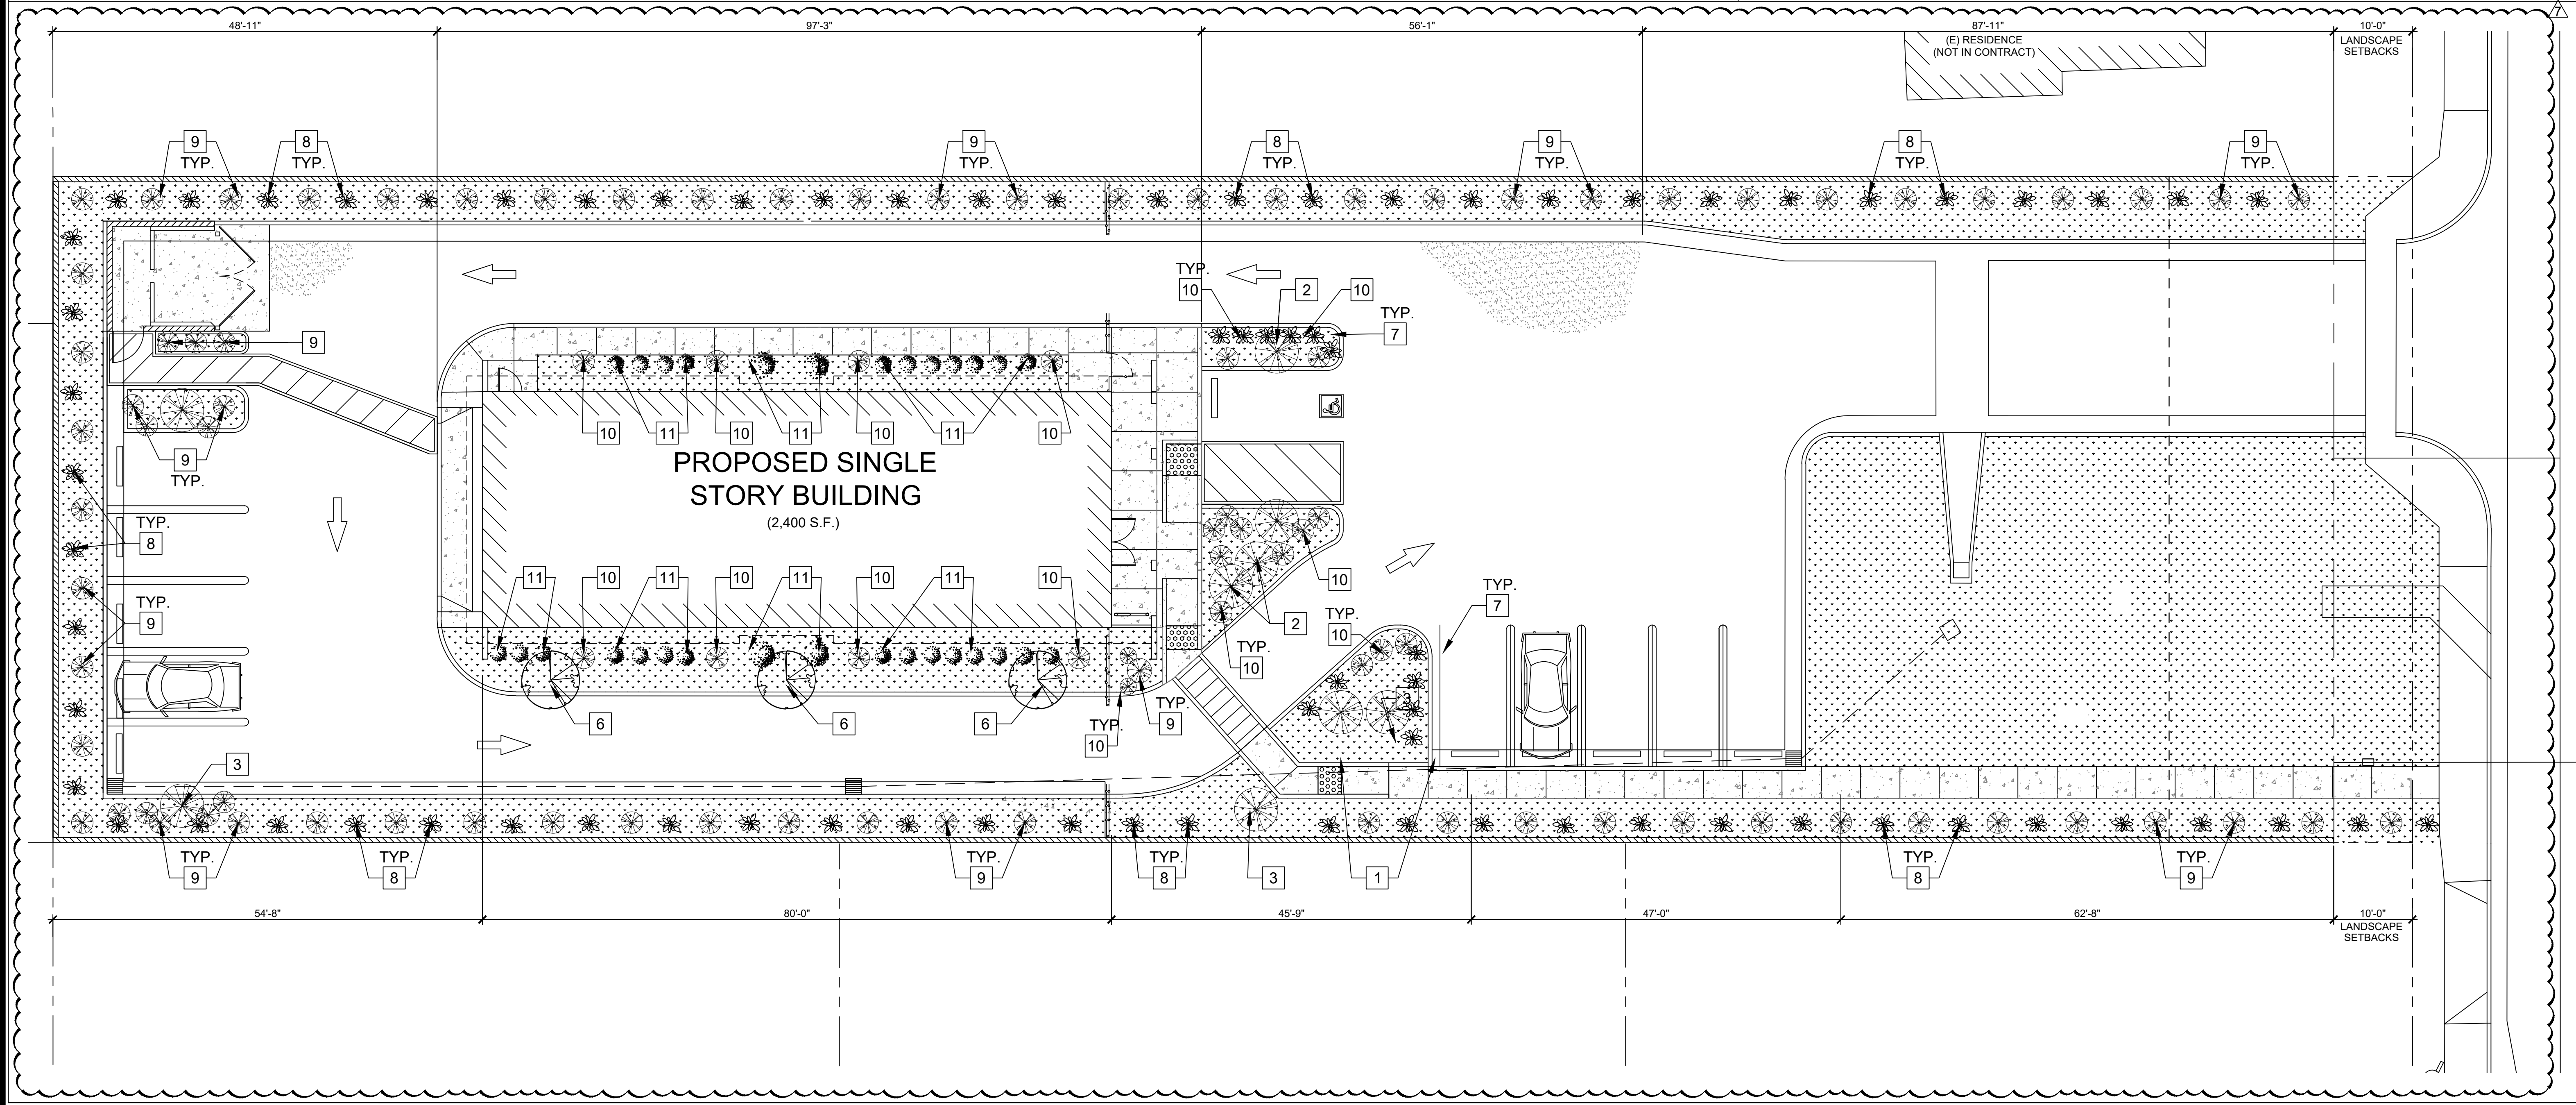 7
48'-11"
97'-3"
56'-1"
87'-11"
10'-0"
LANDSCAPE
SETBACKS
(E) RESIDENCE
(NOT IN CONTRACT)
9
TYP.
8
TYP.
9
TYP.
8
TYP.
9
TYP.
8
TYP.
9
TYP.
TYP.
10
2
10
TYP.
7
9
9
TYP.
10
11
10
11
10
11
10
PROPOSED SINGLE
STORY BUILDING
(2,400 S.F.)
TYP.
8
TYP.
9
11
10
11
10
11
10
11
10
10
2
TYP.
10
TYP.
10
TYP.
7
3
6
6
6
TYP.
10
TYP.
9
3
TYP.
9
TYP.
8
TYP.
9
TYP.
8
3
1
TYP.
8
TYP.
9
54'-8"
80'-0"
45'-9"
47'-0"
62'-8"
10'-0"
LANDSCAPE
SETBACKS